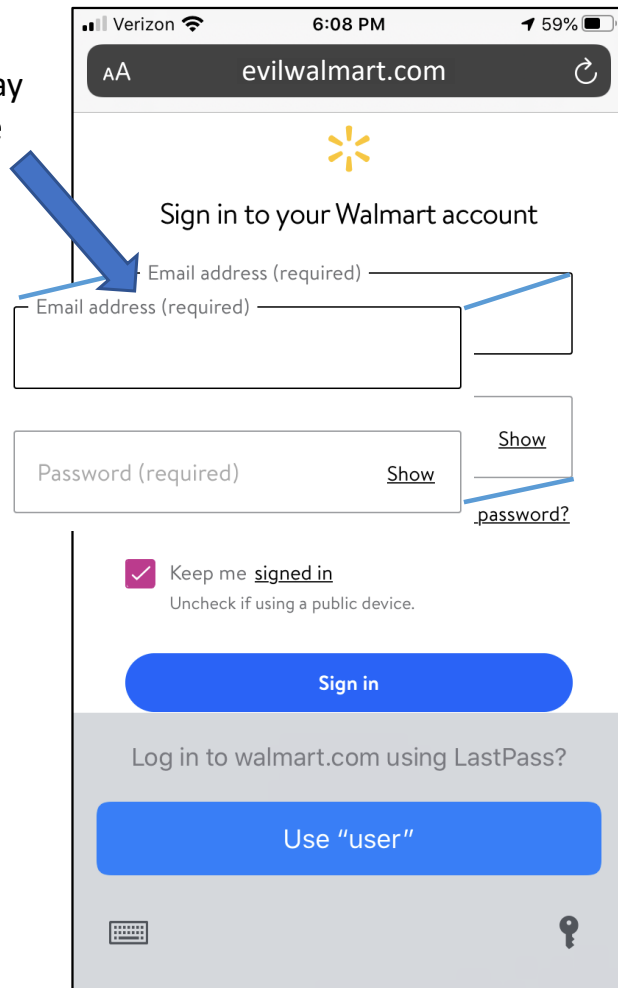 Verizon 6:08 PM 59%
AA evilwalmart.com
Sign in to your Walmart account
Email address (required)
Email address (required)
Show
Password (required) Show
password?
Keep me signed in
Uncheck if using a public device.
Sign in
Log in to walmart.com using LastPass?
Use “user”